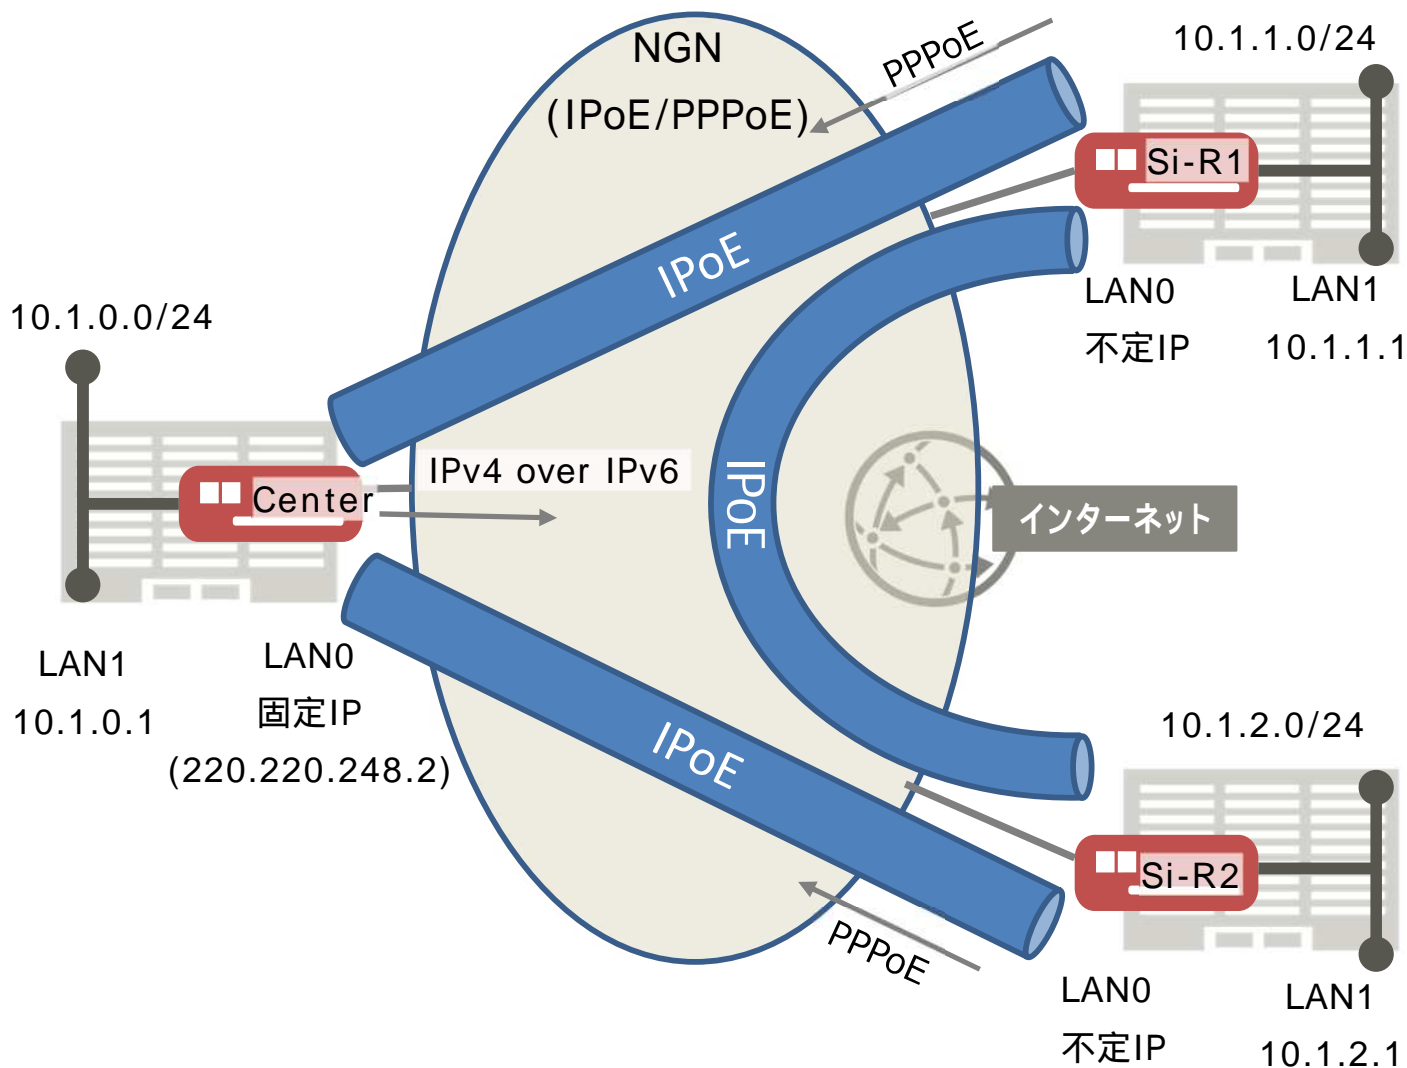 NGN
(IPoE/PPPoE)
PPPoE
10.1.1.0/24
Si-R1
IPoE
LAN0
不定IP
LAN1
10.1.1.1
10.1.0.0/24
Center
IPv4 over IPv6
IPoE
インターネット
LAN1
10.1.0.1
LAN0
固定IP
(220.220.248.2)
IPoE
10.1.2.0/24
Si-R2
PPPoE
LAN0
不定IP
LAN1
10.1.2.1